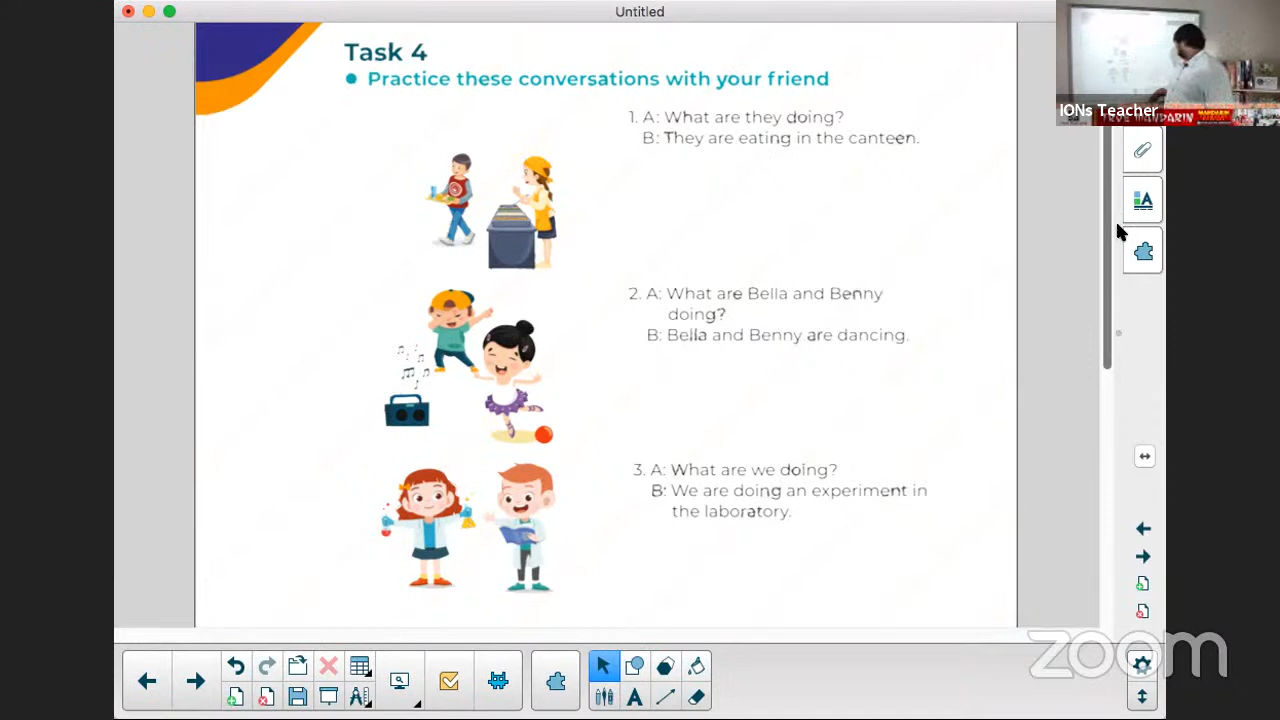 Untitled
Task 4
Practice these conversations with your friend
1. A: What are they doing?
B: They are eating in the canteen.
2. A: What are Bella and Benny
doing?
B: Bella and Benny are dancing.
3. A: What are we doing?
B: We are doing an experiment in
the laboratory.
IONs Teacher
MANDARIN
zoom